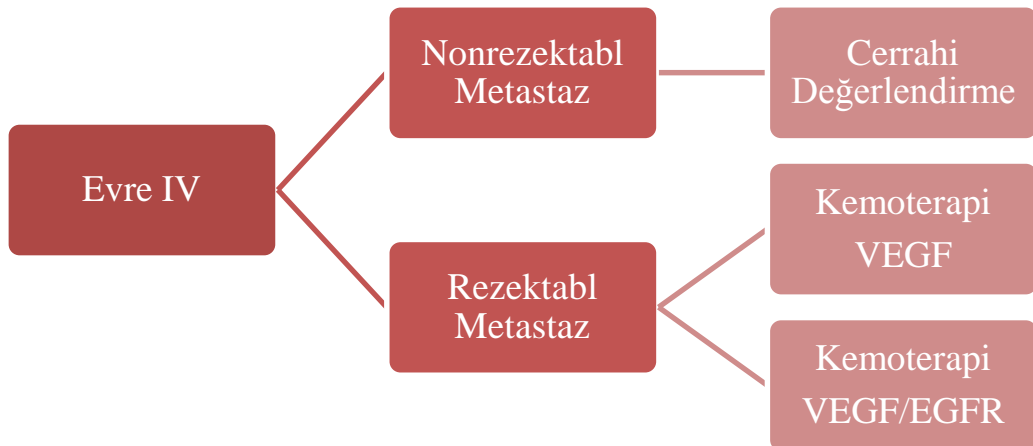 Evre IV
Nonrezektabl
Metastaz
Cerrahi
Değerlendirme
Rezektabl
Metastaz
Kemoterapi
VEGF
Kemoterapi
VEGF/EGFR